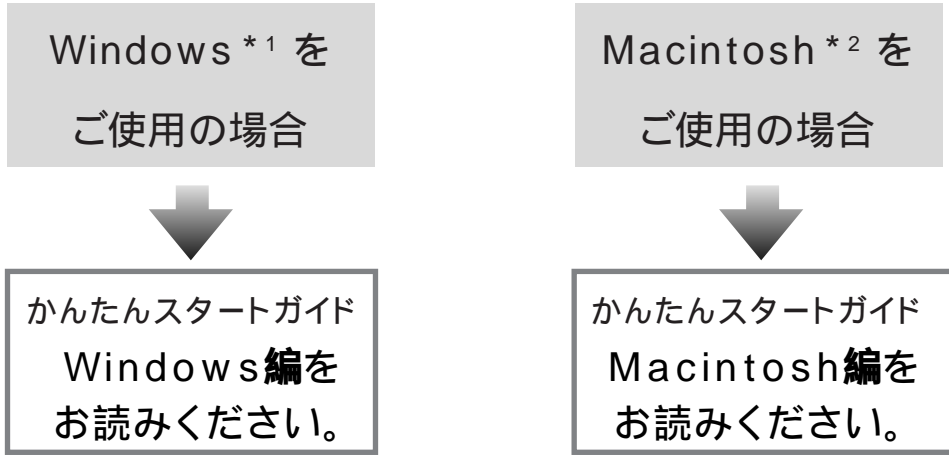 Windows*1 を
ご使用の場合
かんたんスタートガイド
Windows編を
お読みください。
Macintosh*2 を
ご使用の場合
かんたんスタートガイド
Macintosh編を
お読みください。